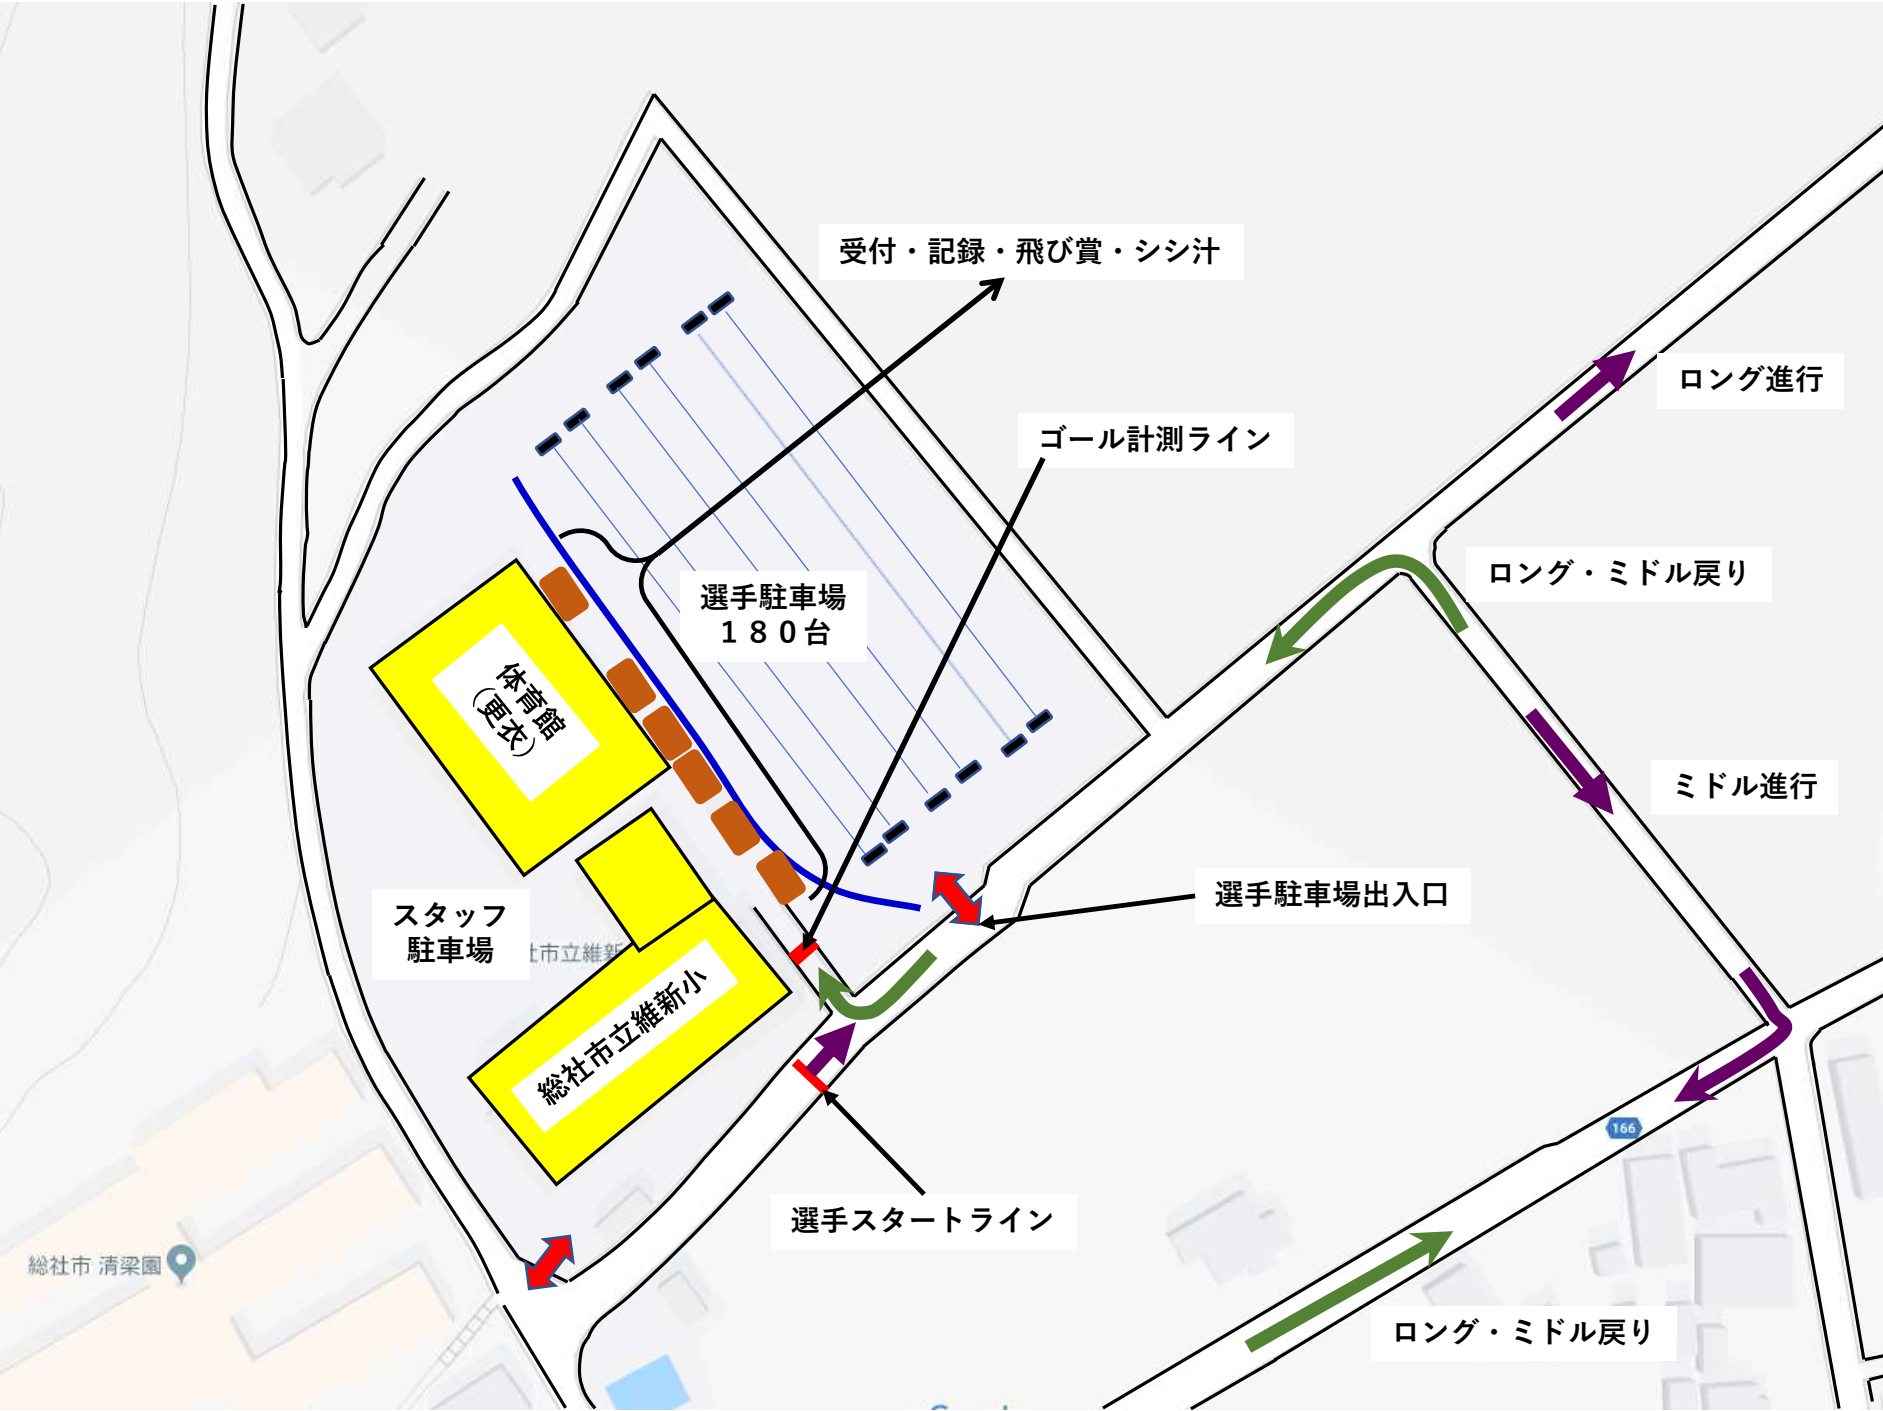 受付・記録・飛び賞・シシ汁
ロング進行
ゴール計測ライン
ロング・ミドル戻り
選手駐車場
１８０台
体育館
（更衣）
ミドル進行
選手駐車場出入口
スタッフ
駐車場
市立維新
総社市立維新小
166
選手スタートライン
総社市 清梁園
ロング・ミドル戻り